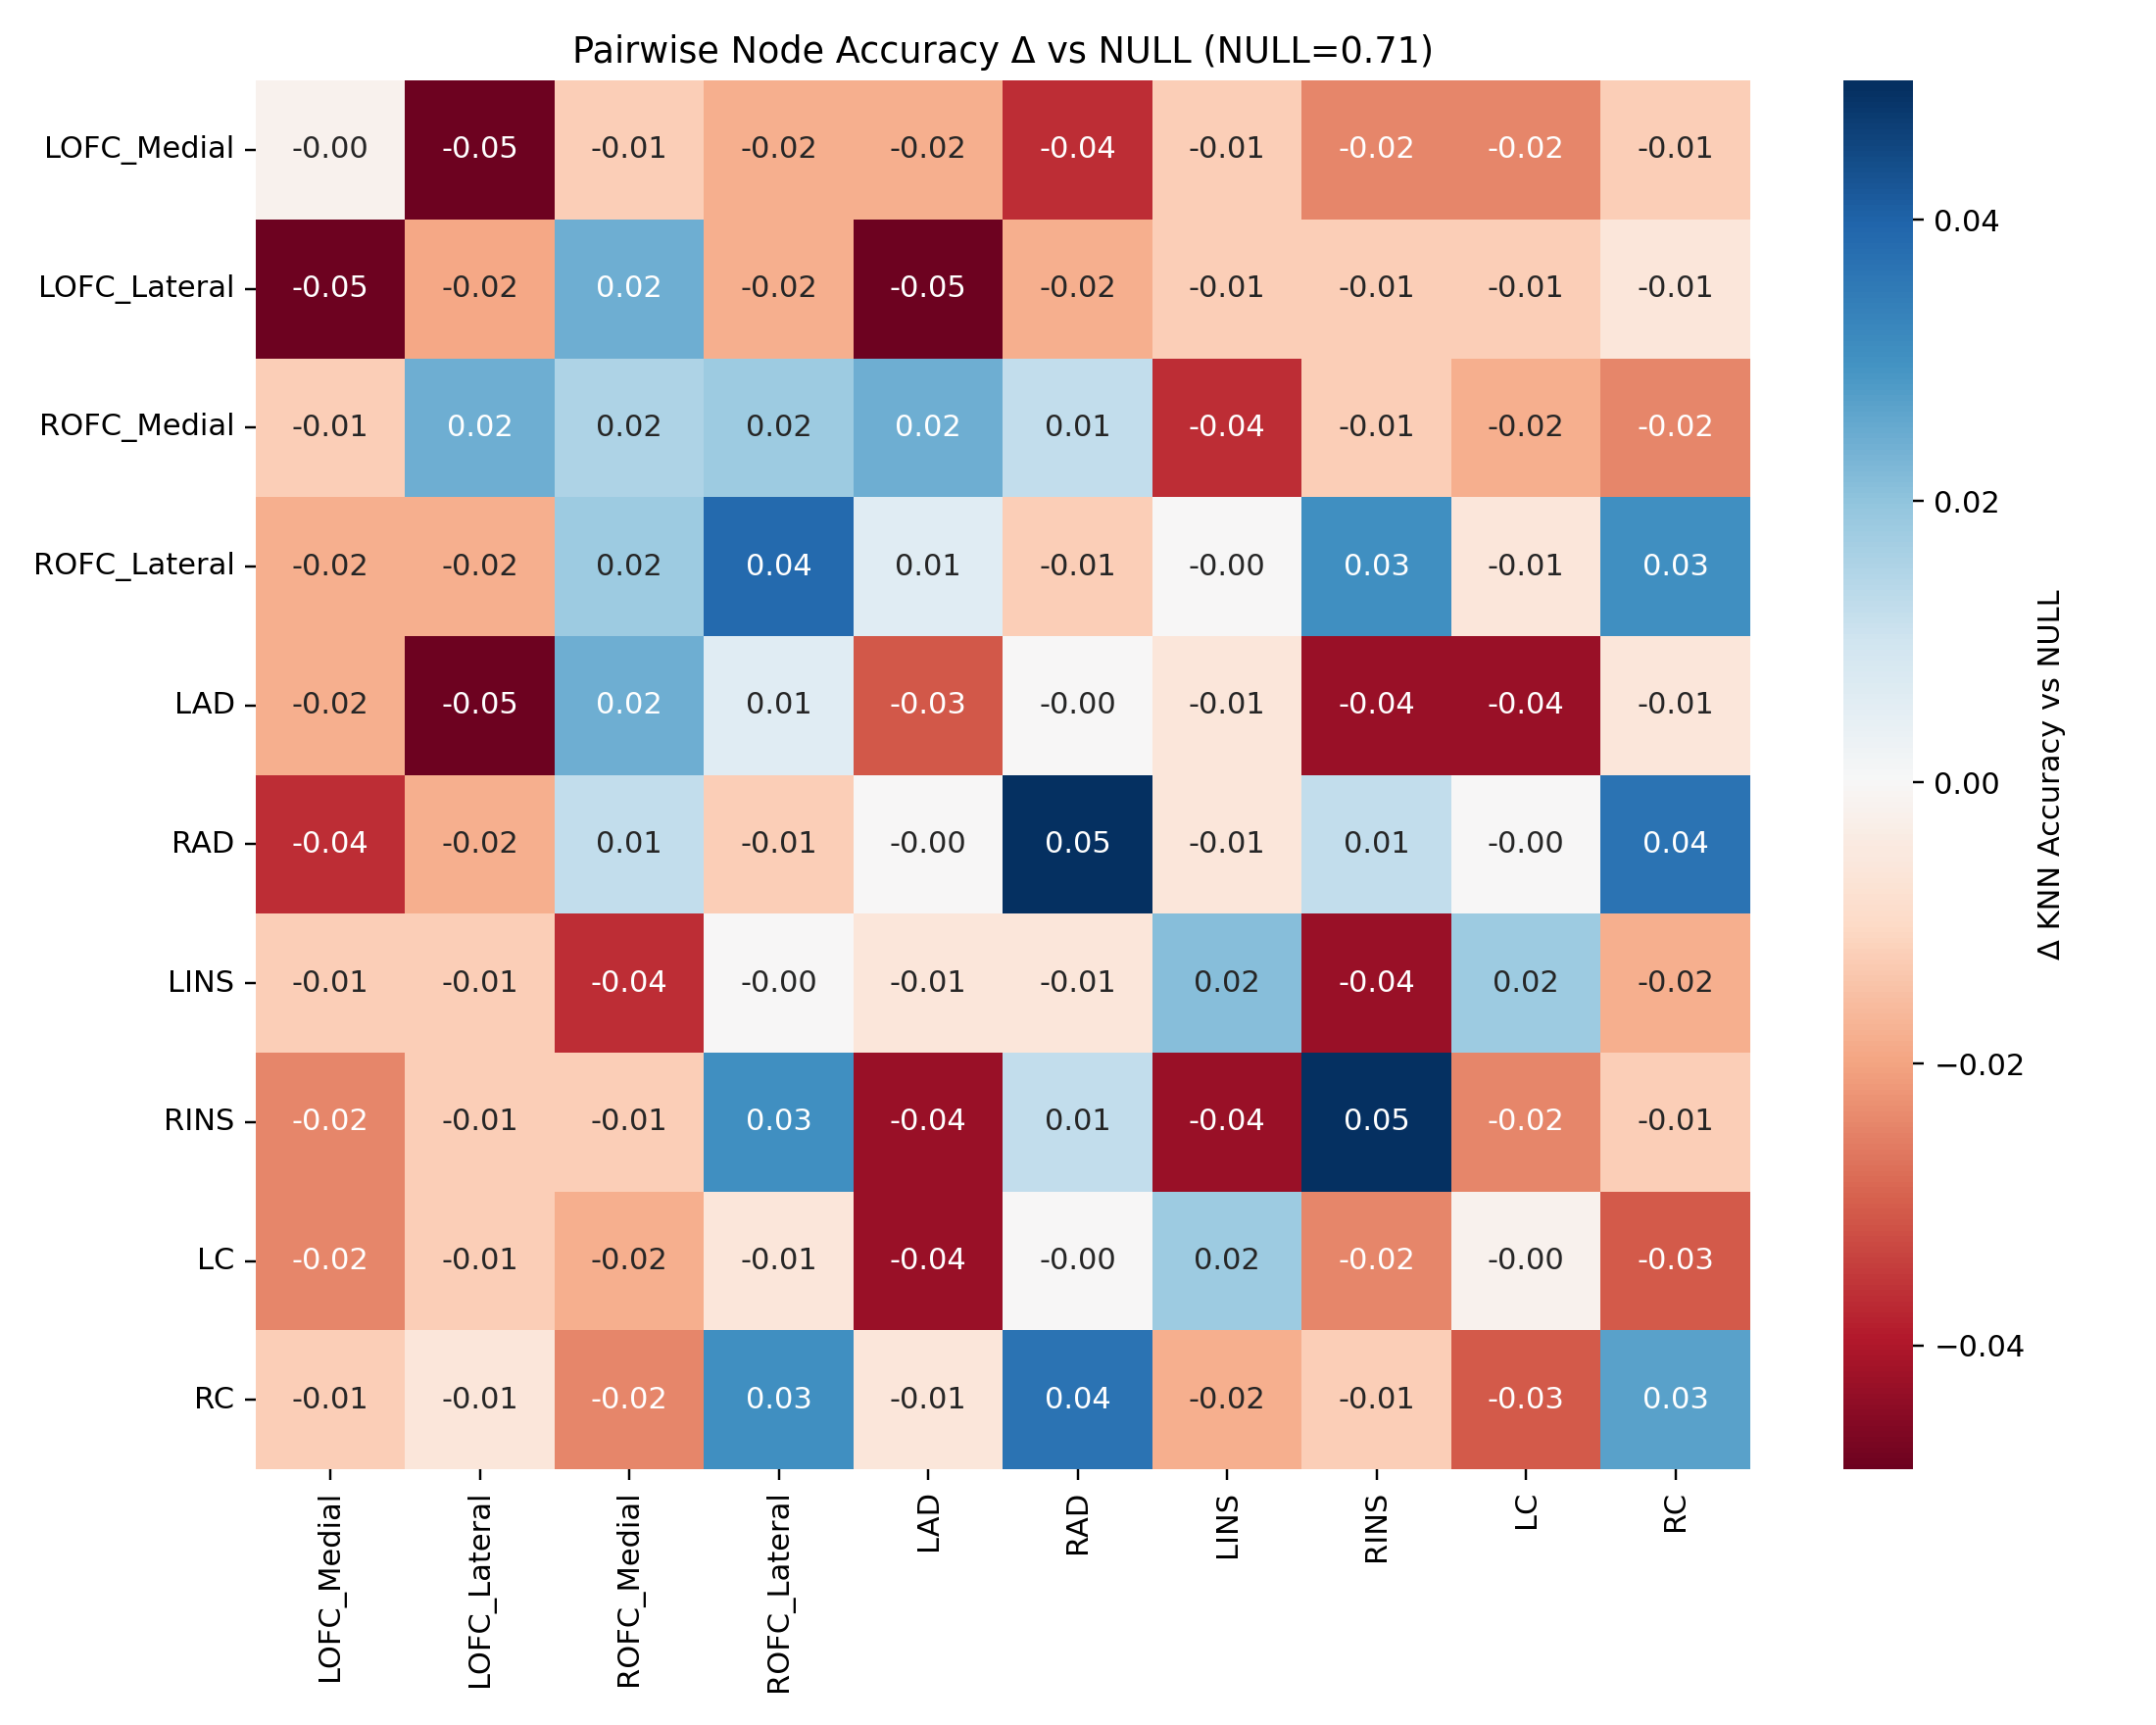 Pairwise Node Accuracy Δ vs NULL (NULL=0.71)
LOFC_Medial -0.00 -0.05 -0.01 -0.02 -0.02 -0.04 -0.01 -0.02 -0.02 -0.01
LOFC_Lateral -0.05 -0.02 0.02 -0.02 -0.05 -0.02 -0.01 -0.01 -0.01 -0.01
ROFC_Medial -0.01 0.02 0.02 0.02 0.02 0.01 -0.04 -0.01 -0.02 -0.02
ROFC_Lateral -0.02 -0.02 0.02 0.04 0.01 -0.01 -0.00 0.03 -0.01 0.03
LAD -0.02 -0.05 0.02 0.01 -0.03 -0.00 -0.01 -0.04 -0.04 -0.01
RAD -0.04 -0.02 0.01 -0.01 -0.00 0.05 -0.01 0.01 -0.00 0.04
LINS -0.01 -0.01 -0.04 -0.00 -0.01 -0.01 0.02 -0.04 0.02 -0.02
RINS -0.02 -0.01 -0.01 0.03 -0.04 0.01 -0.04 0.05 -0.02 -0.01
LC -0.02 -0.01 -0.02 -0.01 -0.04 -0.00 0.02 -0.02 -0.00 -0.03
RC -0.01 -0.01 -0.02 0.03 -0.01 0.04 -0.02 -0.01 -0.03 0.03
LOFC_Medial LOFC_Lateral ROFC_Medial ROFC_Lateral LAD RAD LINS RINS LC RC
0.04
0.02
0.00
−0.02
−0.04
Δ KNN Accuracy vs NULL